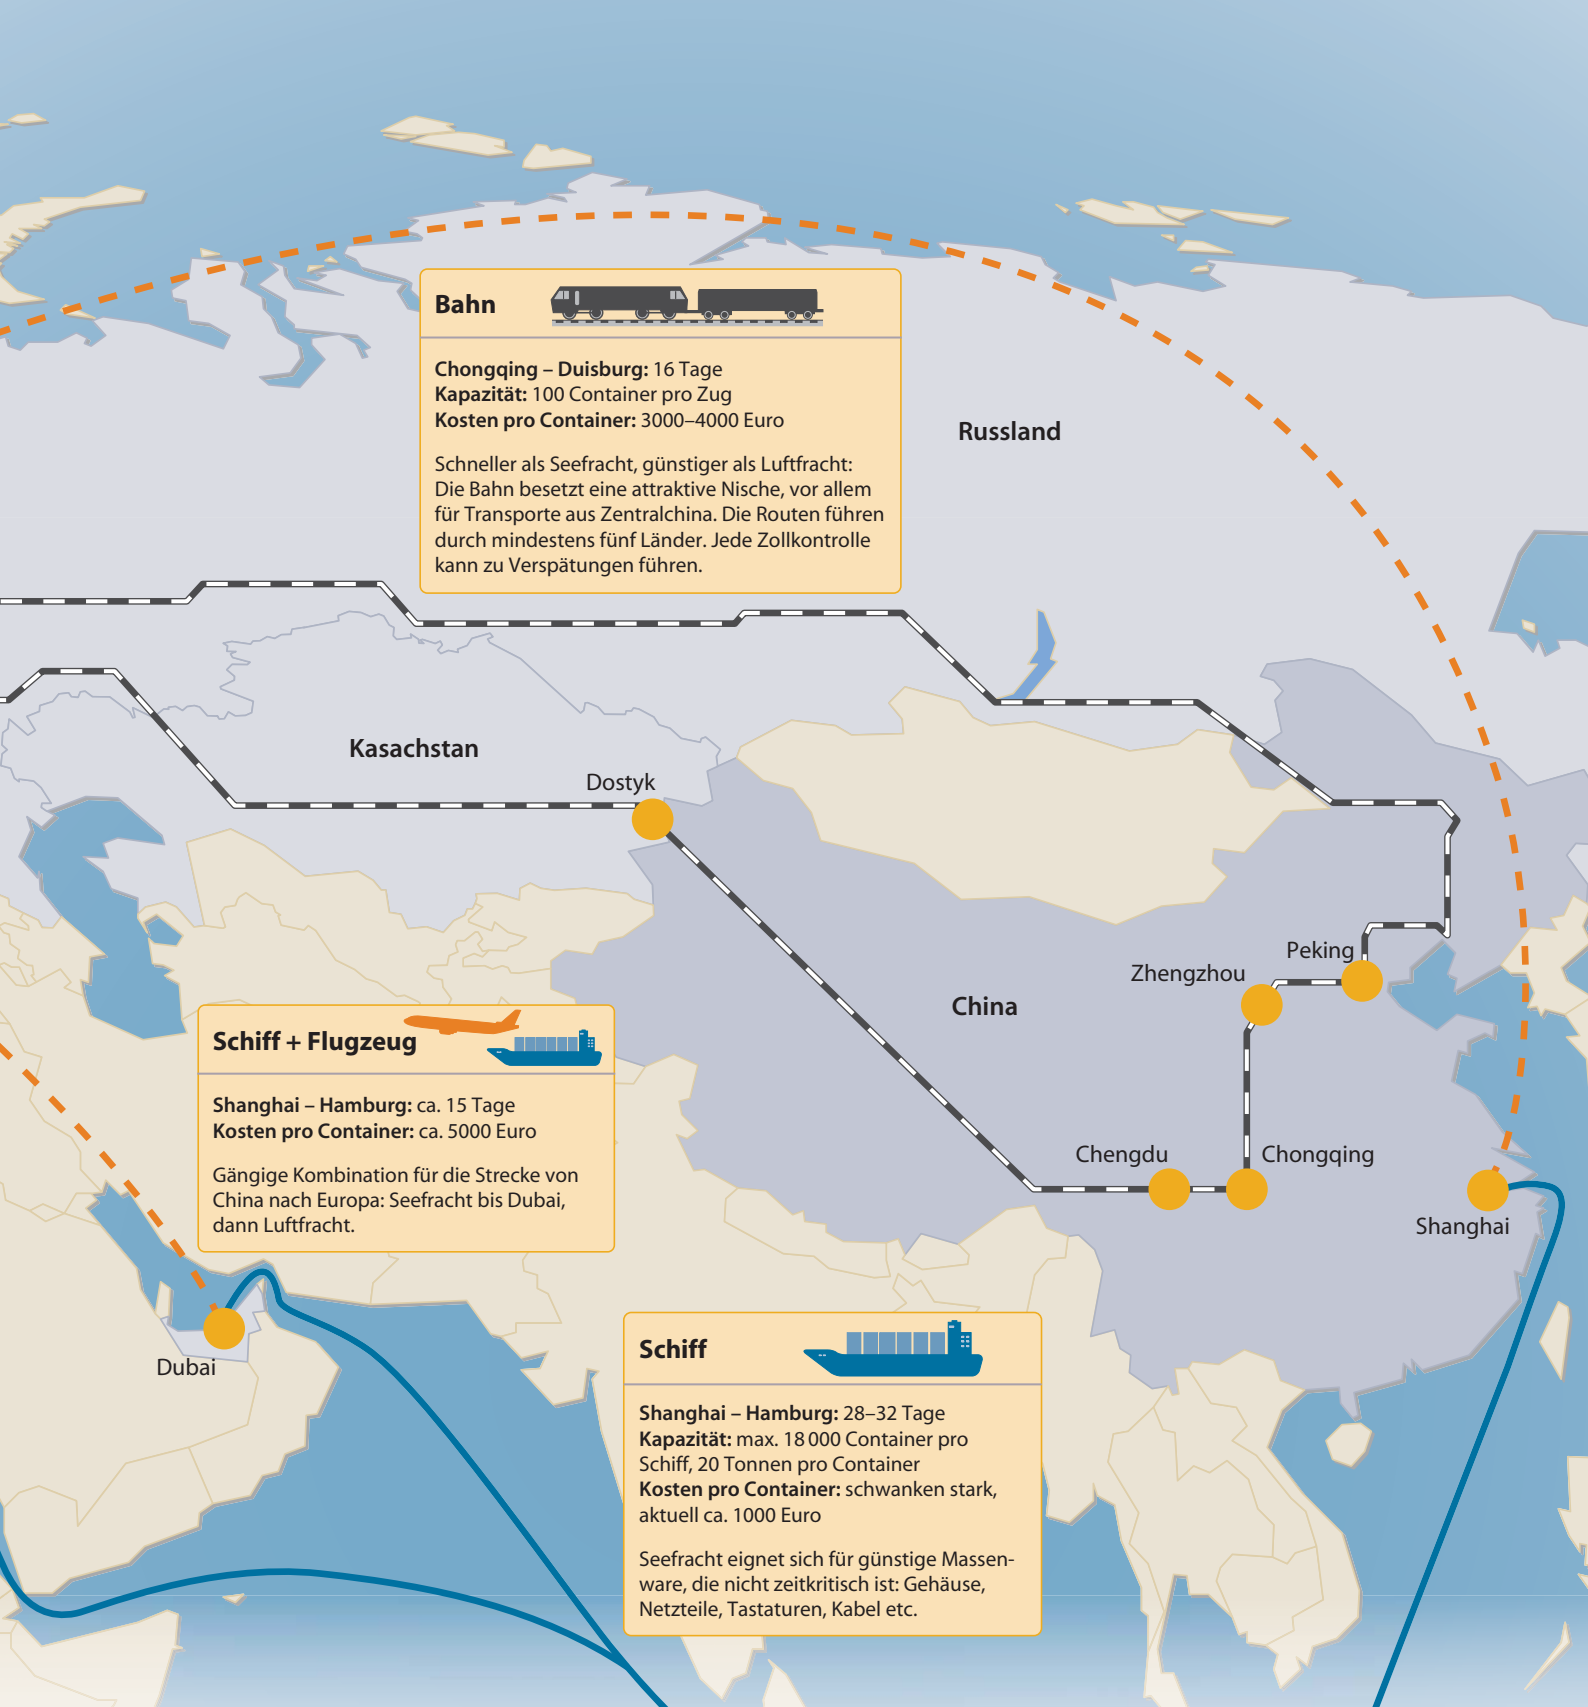 Bahn
Chongqing – Duisburg: 16 Tage
Kapazität: 100 Container pro Zug
Kosten pro Container: 3000–4000 Euro
Schneller als Seefracht, günstiger als Luftfracht:
Die Bahn besetzt eine attraktive Nische, vor allem
für Transporte aus Zentralchina. Die Routen führen
durch mindestens fünf Länder. Jede Zollkontrolle
kann zu Verspätungen führen.
Russland
Kasachstan
Dostyk
Peking
Zhengzhou
China
Schiff + Flugzeug
Shanghai – Hamburg: ca. 15 Tage
Kosten pro Container: ca. 5000 Euro
Gängige Kombination für die Strecke von
China nach Europa: Seefracht bis Dubai,
dann Luftfracht.
Chengdu
Chongqing
Shanghai
Dubai
Schiff
Shanghai – Hamburg: 28–32 Tage
Kapazität: max. 18 000 Container pro
Schiff, 20 Tonnen pro Container
Kosten pro Container: schwanken stark,
aktuell ca. 1000 Euro
Seefracht eignet sich für günstige Massen-
ware, die nicht zeitkritisch ist: Gehäuse,
Netzteile, Tastaturen, Kabel etc.